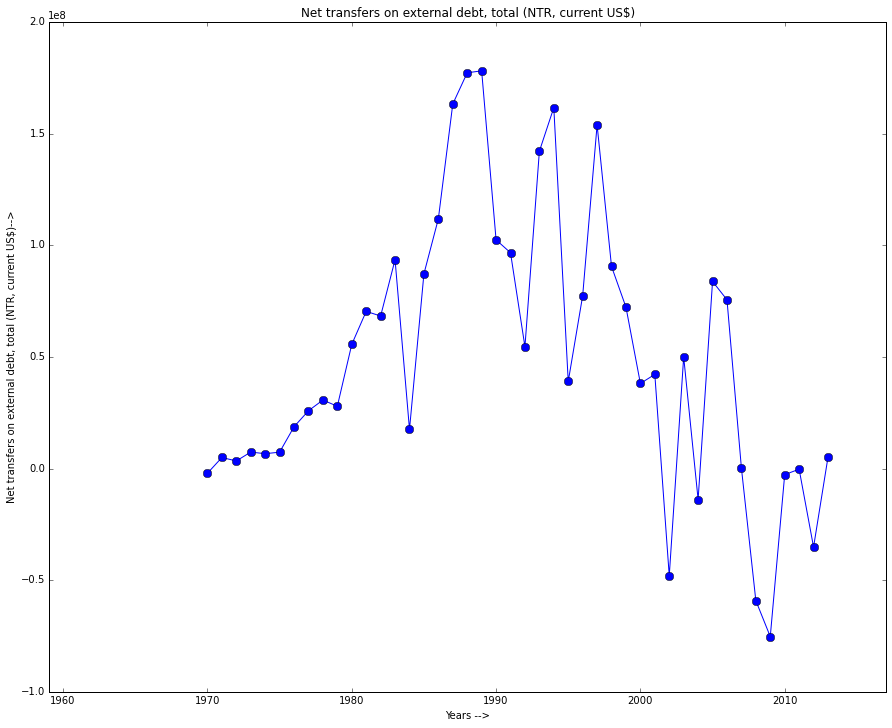 Net transfers on external debt, total (NTR, current US$)
1e8
2.0
1.5
1.0
0.5
0.0
−0.5
−1.0
Net transfers on external debt, total (NTR, current US$)-->
1960 1970 1980 1990 2000 2010
Years -->